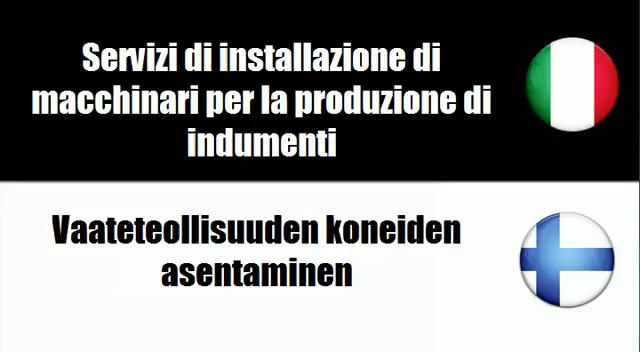 Servizi di installazione di
macchinari per la produzione di
indumenti
Vaateteollisuuden koneiden
asentaminen